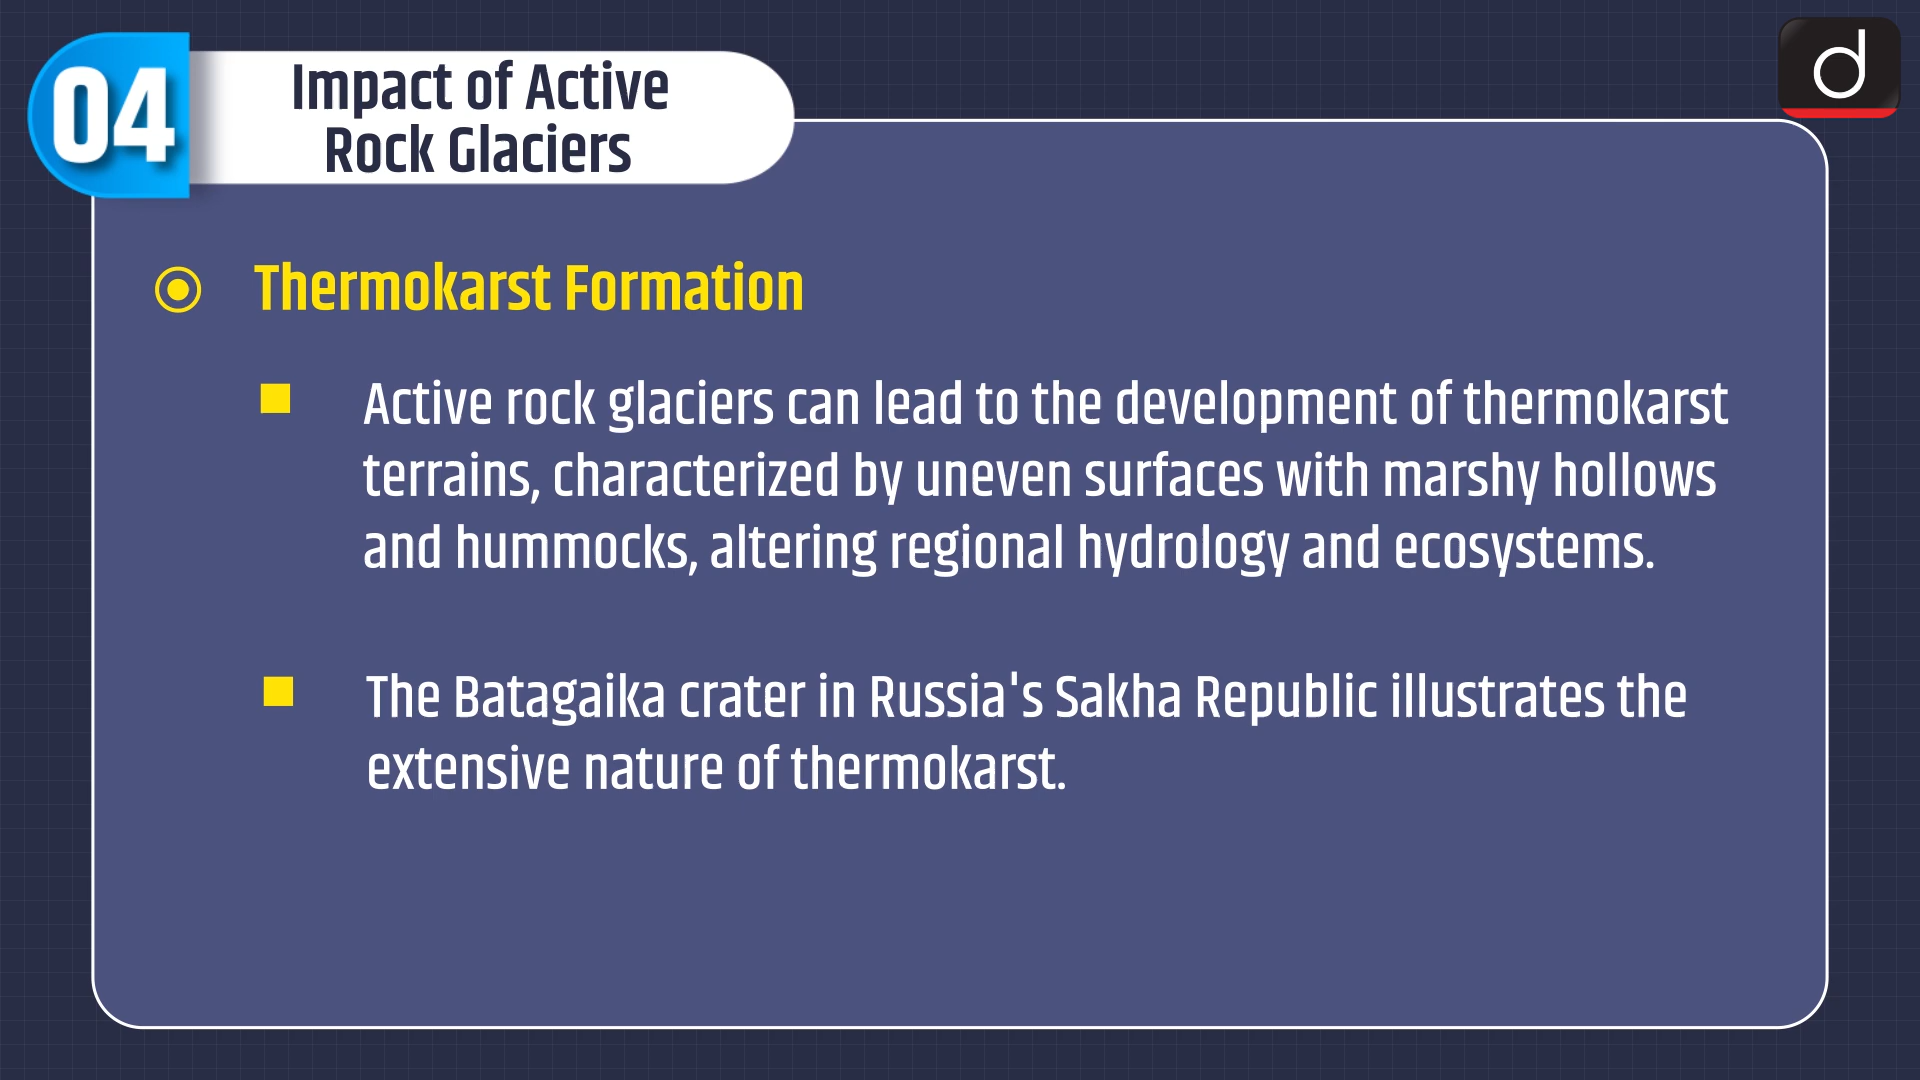 04
Impact of Active
Rock Glaciers
d
Thermokarst Formation
Active rock glaciers can lead to the development of thermokarst
terrains, characterized by uneven surfaces with marshy hollows
and hummocks, altering regional hydrology and ecosystems.
The Batagaika crater in Russia's Sakha Republic illustrates the
extensive nature of thermokarst.